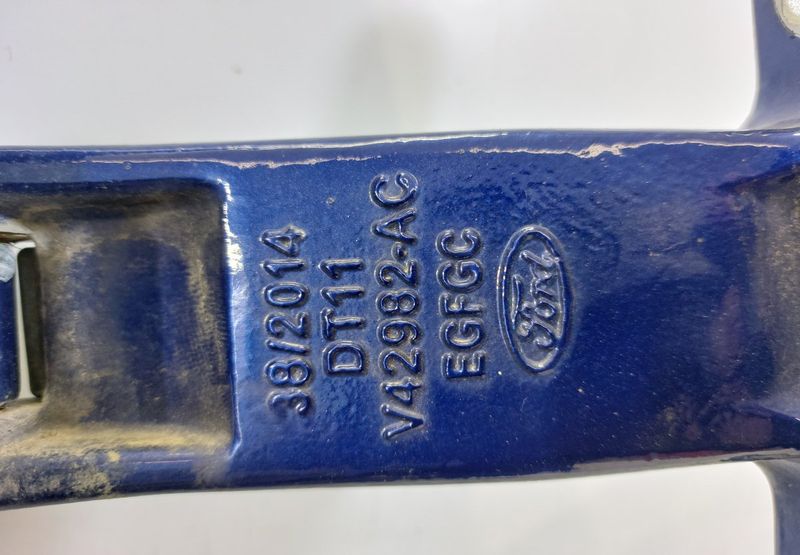 38/2014
DT11
V42982-AC
EGFGC
Ford